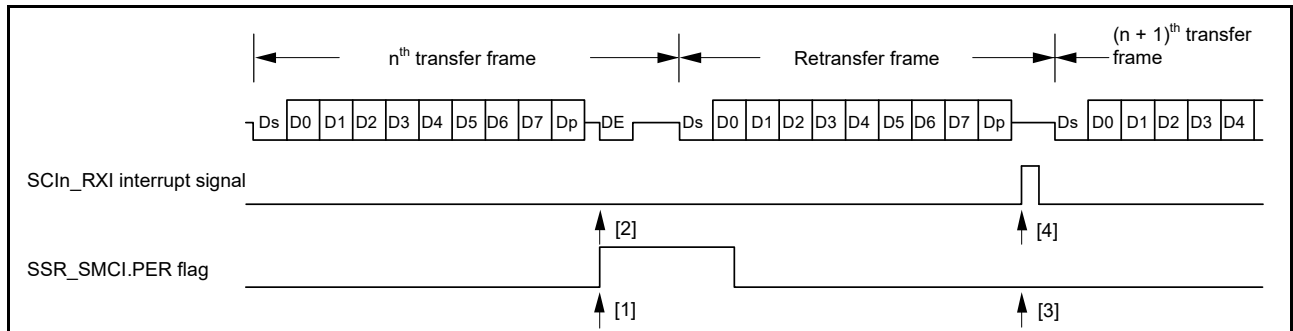 nth transfer frame
Retransfer frame
(n + 1)th transfer
frame
Ds D0 D1 D2 D3 D4 D5 D6 D7 Dp DE Ds D0 D1 D2 D3 D4 D5 D6 D7 Dp Ds D0 D1 D2 D3 D4
SCIn_RXI interrupt signal
[2] [4]
SSR_SMCI.PER flag
[1] [3]